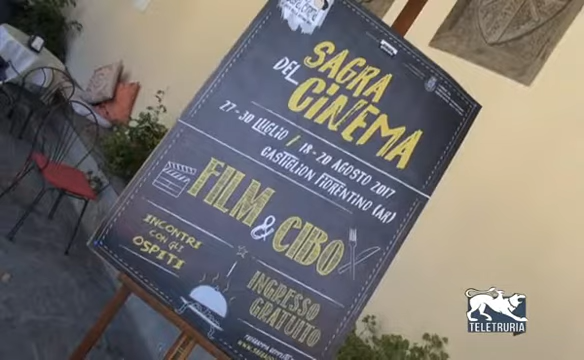 SAGRA
DEL
CINEMA
27-30 LUGLIO / 18-20 AGOSTO 2017
CASTIGLION FIORENTINO (AR)
FILM & CIBO
INCONTRI
CON GLI
OSPITI
INGRESSO
GRATUITO
TELETRURIA